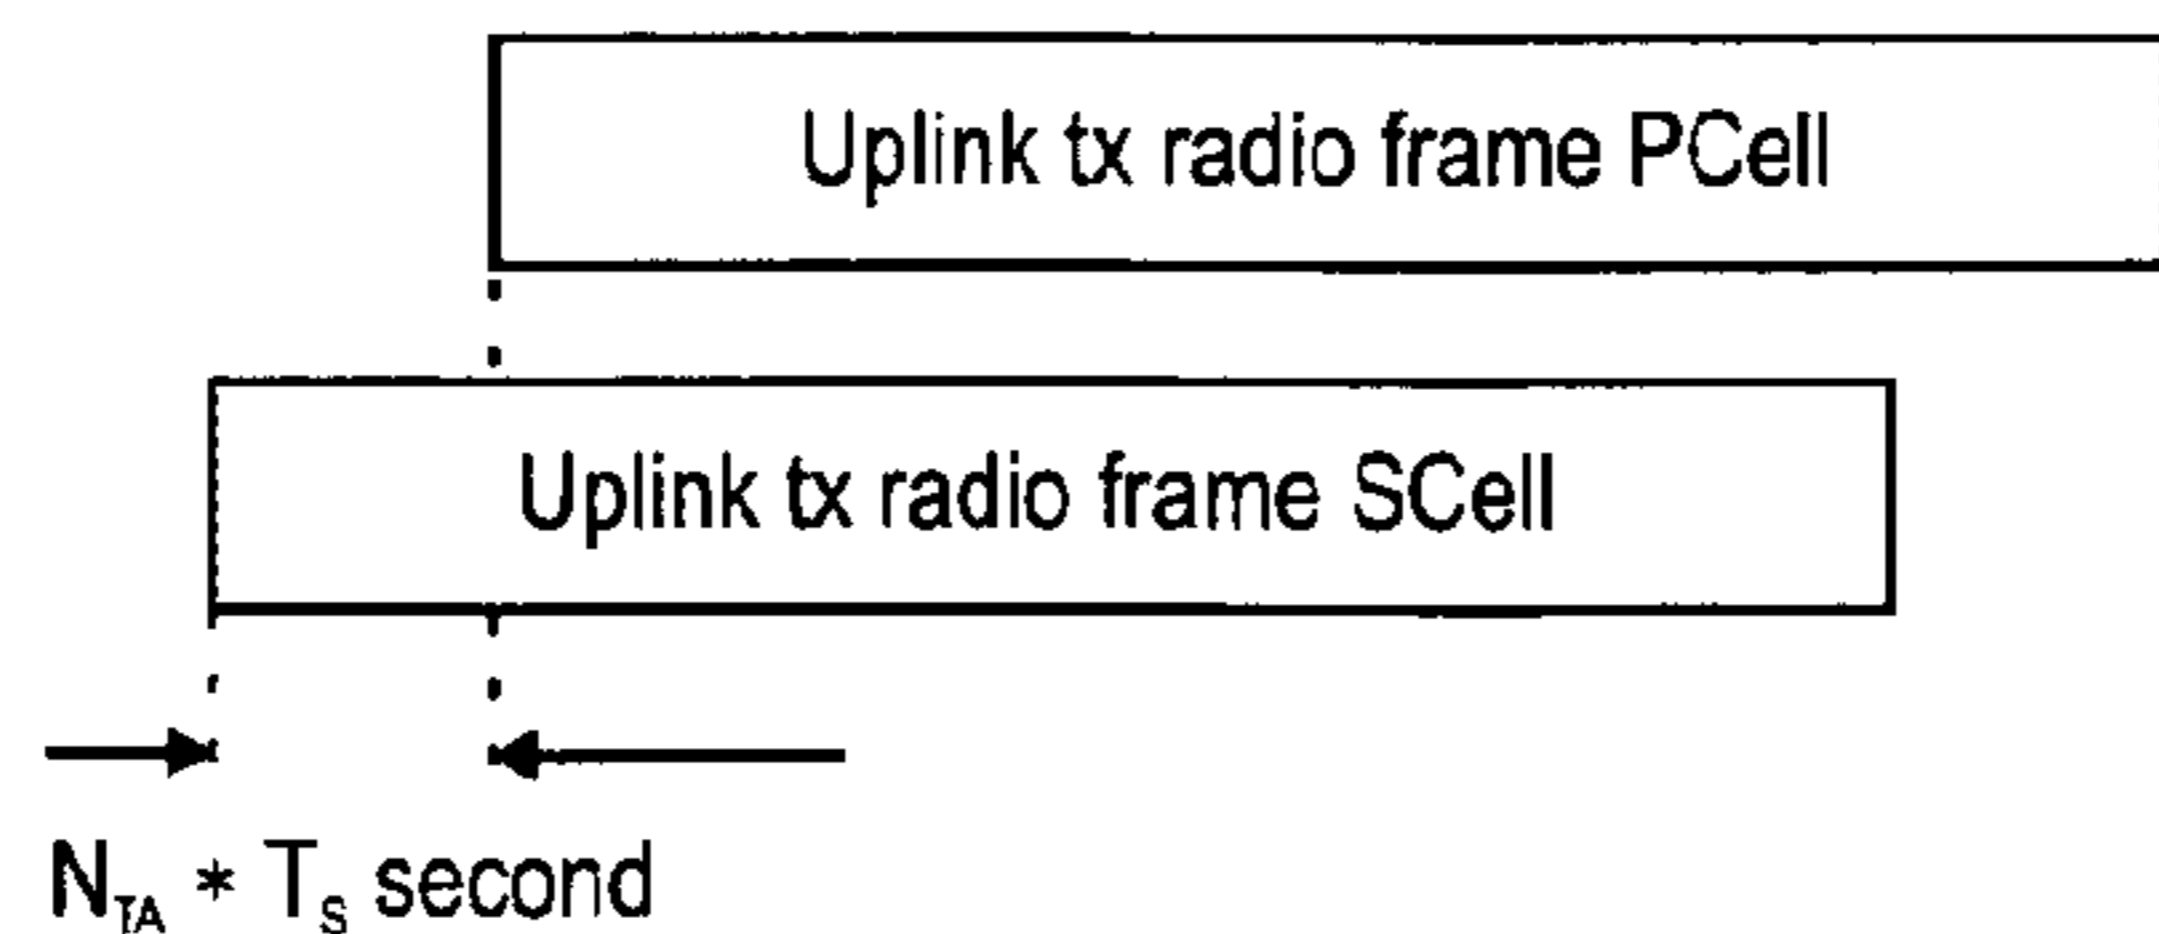 Uplink tx radio frame PCell
Uplink tx radio frame SCell
N_TA * T_S second